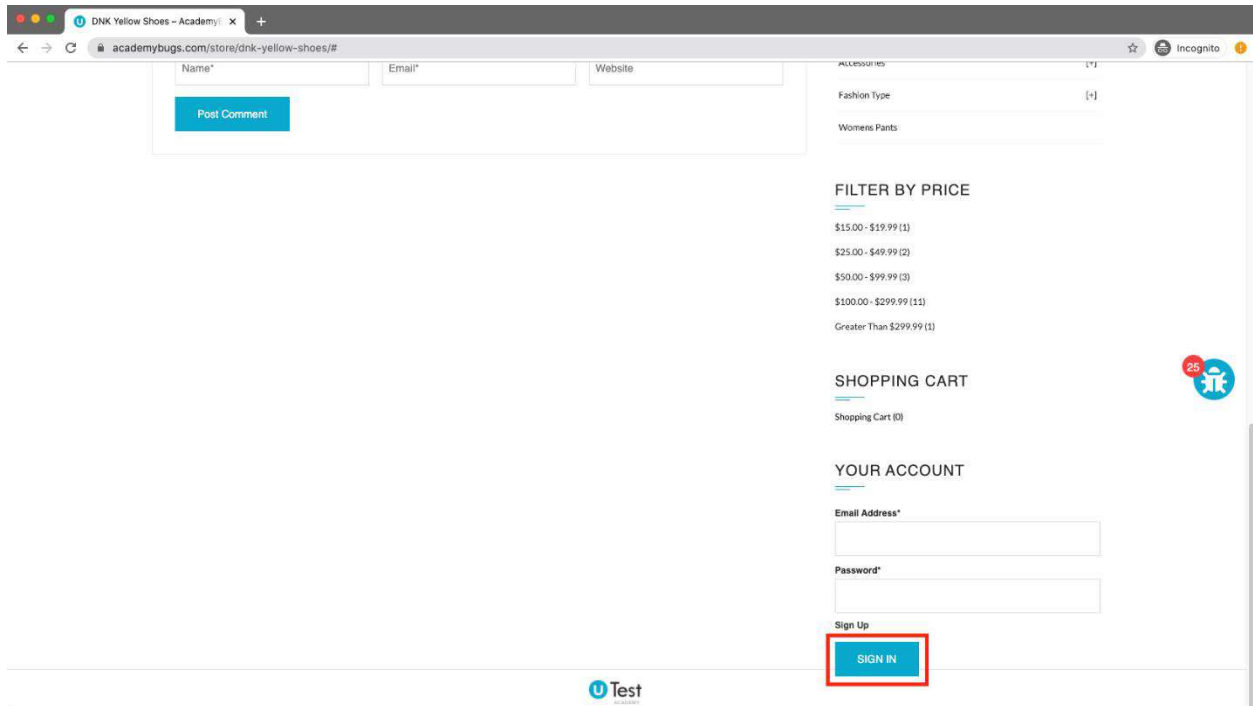 DNK Yellow Shoes – Academy
academybugs.com/store/dnk-yellow-shoes/#
Incognito
Name*
Email*
Website
Post Comment
Accessories [+]
Fashion Type [+]
Womens Pants
FILTER BY PRICE
$15.00 - $19.99 (1)
$25.00 - $49.99 (2)
$50.00 - $99.99 (3)
$100.00 - $299.99 (11)
Greater Than $299.99 (1)
25
SHOPPING CART
Shopping Cart (0)
YOUR ACCOUNT
Email Address*
Password*
Sign Up
SIGN IN
U Test
ACADEMY